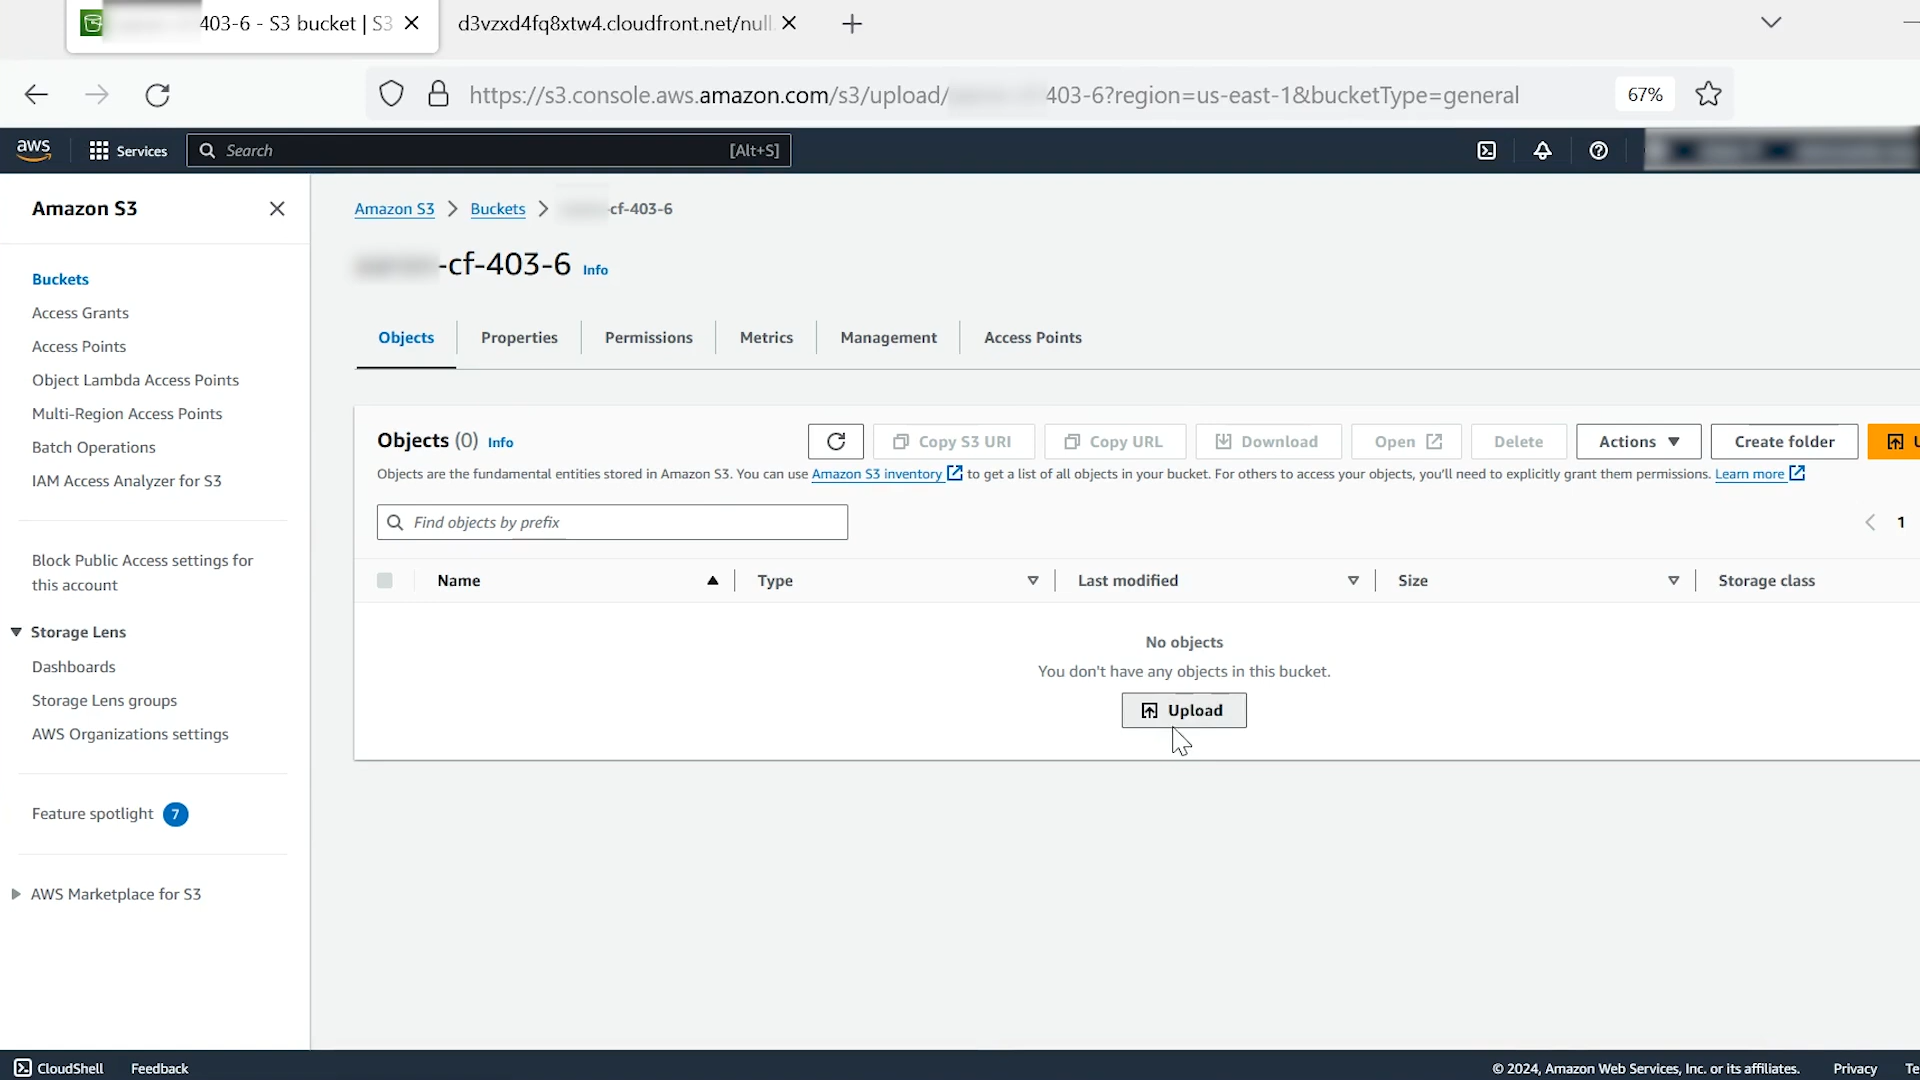 403-6 - S3 bucket | S3
d3vzxd4fq8xtw4.cloudfront.net/null
https://s3.console.aws.amazon.com/s3/upload/ 403-6?region=us-east-1&bucketType=general
67%
aws
Services
Search
[Alt+S]
Amazon S3
Buckets
Access Grants
Access Points
Object Lambda Access Points
Multi-Region Access Points
Batch Operations
IAM Access Analyzer for S3
Block Public Access settings for
this account
Storage Lens
Dashboards
Storage Lens groups
AWS Organizations settings
Feature spotlight 7
AWS Marketplace for S3
Amazon S3 > Buckets > cf-403-6
-cf-403-6 Info
Objects
Properties
Permissions
Metrics
Management
Access Points
Objects (0) Info
Copy S3 URI
Copy URL
Download
Open
Delete
Actions
Create folder
Objects are the fundamental entities stored in Amazon S3. You can use Amazon S3 inventory to get a list of all objects in your bucket. For others to access your objects, you'll need to explicitly grant them permissions. Learn more
Find objects by prefix
1
Name
Type
Last modified
Size
Storage class
No objects
You don't have any objects in this bucket.
Upload
CloudShell
Feedback
© 2024, Amazon Web Services, Inc. or its affiliates.
Privacy